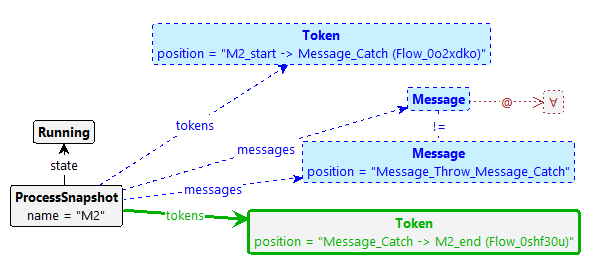 Token
position = "M2_start -> Message_Catch (Flow_0o2xdko)"
tokens
Message
@
∀
Running
messages
!=
state
Message
position = "Message_Throw_Message_Catch"
messages
ProcessSnapshot
name = "M2"
tokens
Token
position = "Message_Catch -> M2_end (Flow_0shf30u)"